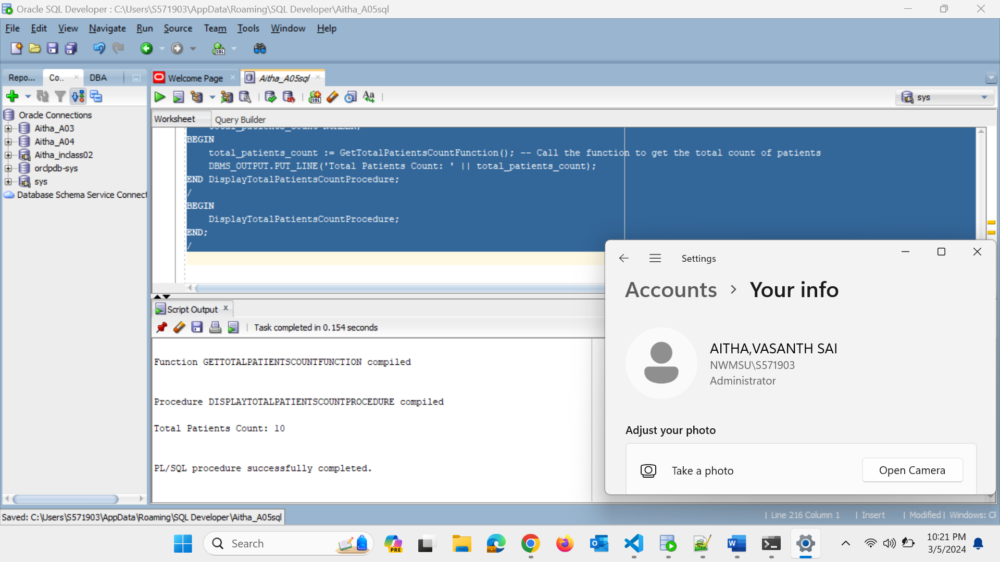 Oracle SQL Developer : C:\Users\S571903\AppData\Roaming\SQL Developer\Aitha_A05sql
File Edit View Navigate Run Source Team Tools Window Help
Repo... Co.. DBA
Welcome Page Aitha_A05sql
sys
Worksheet Query Builder
Oracle Connections
Aitha_A03
Aitha_A04
Aitha_inclass02
orclpdb-sys
sys
Database Schema Service Connect
total_patients_count NUMBER;
BEGIN
total_patients_count := GetTotalPatientsCountFunction(); -- Call the function to get the total count of patients
DBMS_OUTPUT.PUT_LINE('Total Patients Count: ' || total_patients_count);
END DisplayTotalPatientsCountProcedure;
/
BEGIN
DisplayTotalPatientsCountProcedure;
END;
/
Script Output
Task completed in 0.154 seconds
Function GETTOTALPATIENTSCOUNTFUNCTION compiled
Procedure DISPLAYTOTALPATIENTSCOUNTPROCEDURE compiled
Total Patients Count: 10
PL/SQL procedure successfully completed.
Settings
Accounts > Your info
AITHA,VASANTH SAI
NWMSU\S571903
Administrator
Adjust your photo
Take a photo
Open Camera
Saved: C:\Users\S571903\AppData\Roaming\SQL Developer\Aitha_A05sql
| Line 216 Column 1 | Insert | Modified | Windows: CF
Search
PRE
10:21 PM
3/5/2024